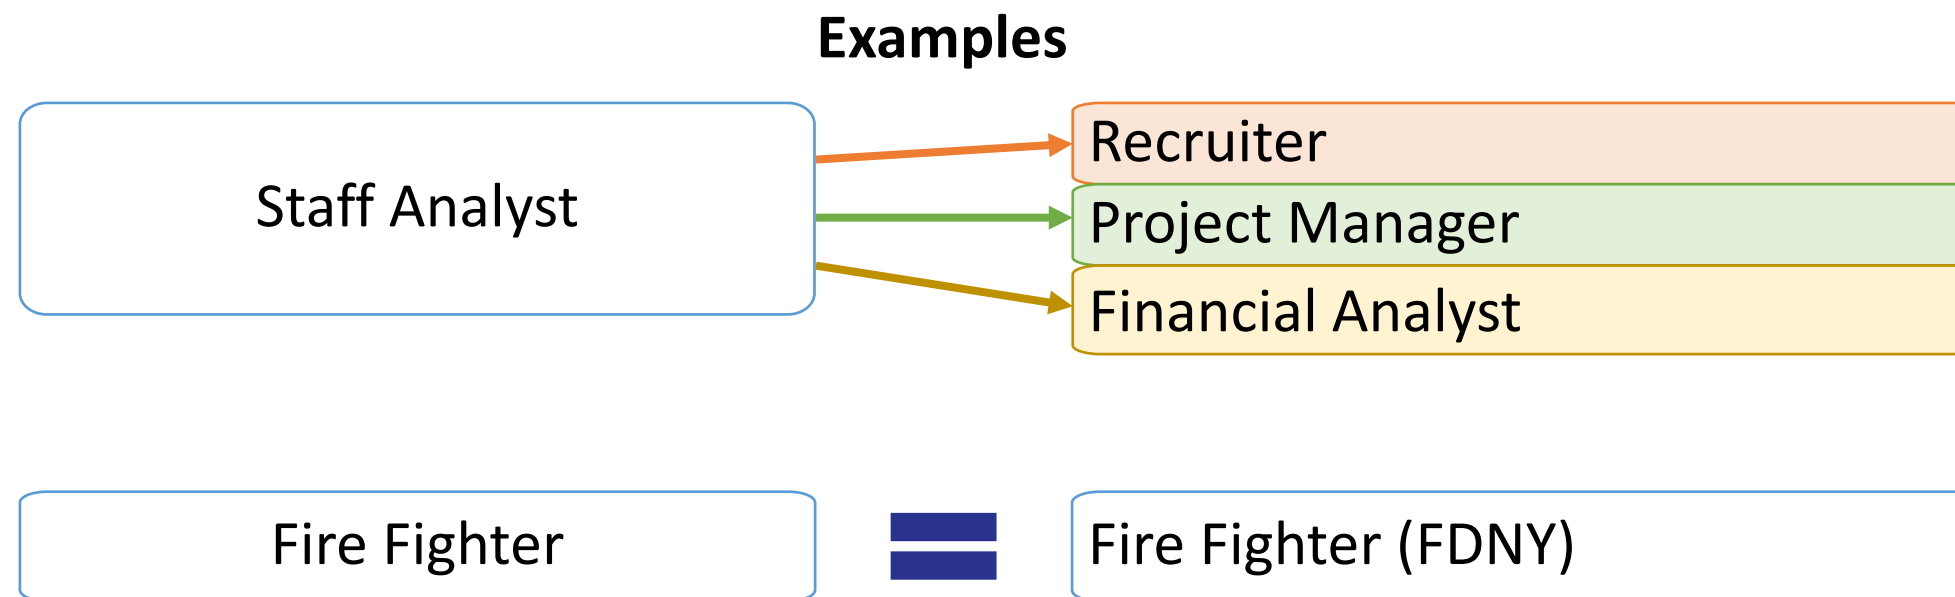 Examples
Staff Analyst
Recruiter
Project Manager
Financial Analyst
Fire Fighter
Fire Fighter (FDNY)